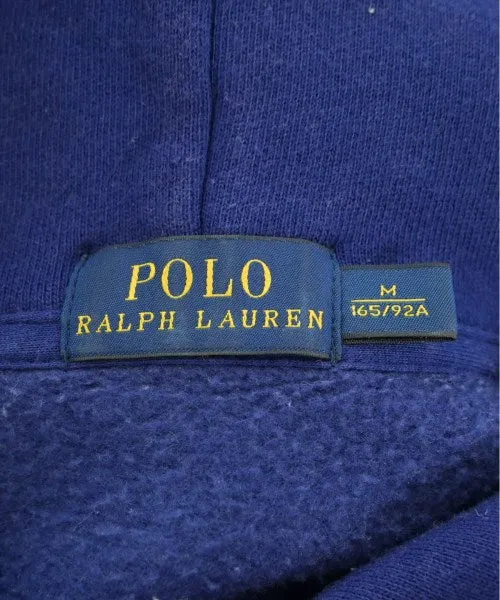 POLO
RALPH LAUREN
M
165/92A